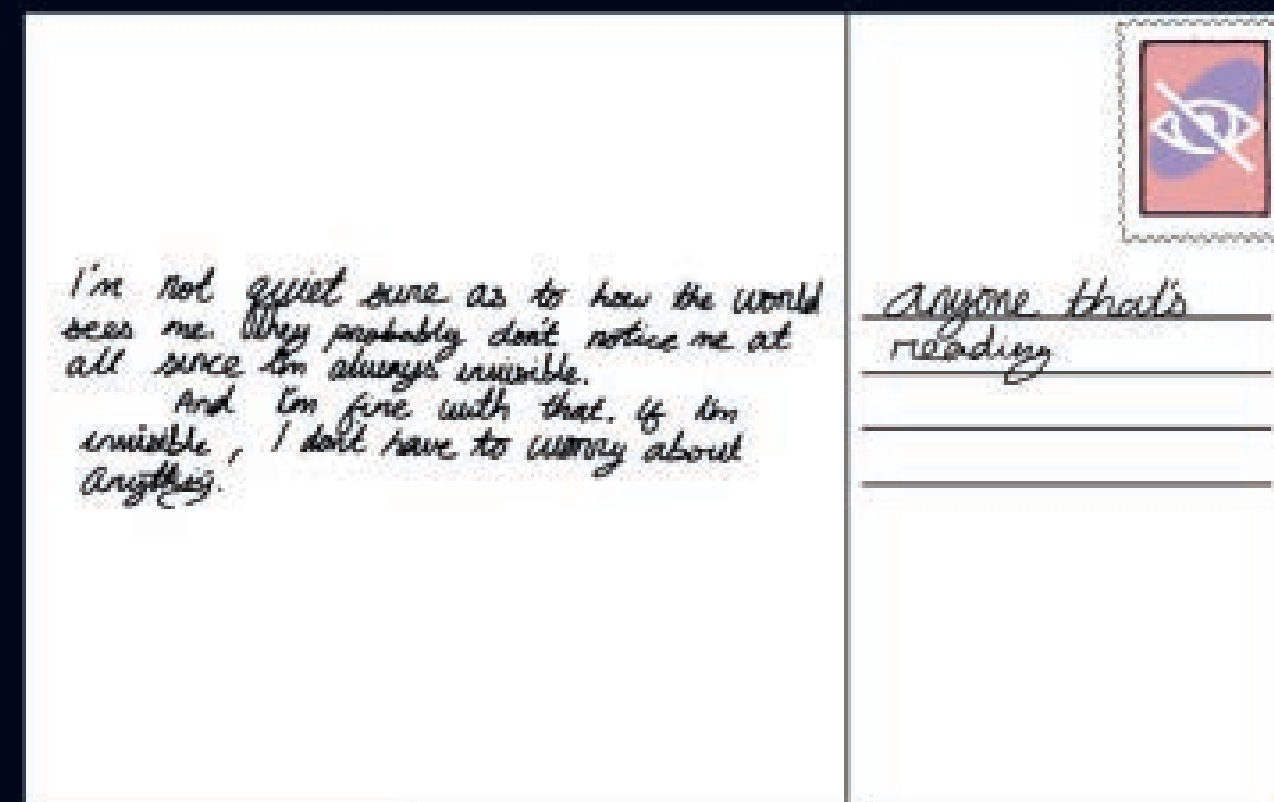 I'm not quiet sure as to how the world
sees me. They probably don't notice me at
all since I'm always invisible.
And I'm fine with that. if I'm
invisible, I don't have to worry about
anything.
anyone that's
reading